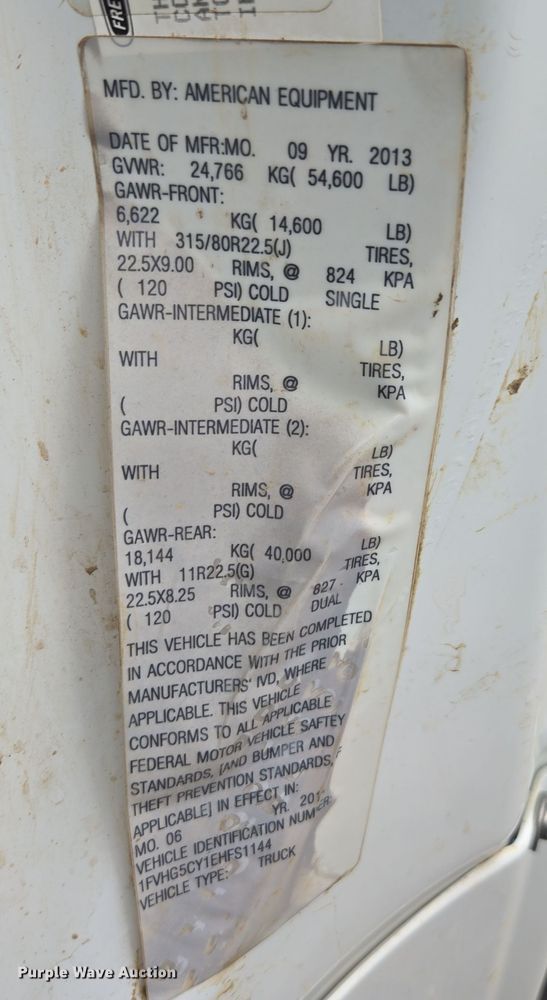 FRE
MFD. BY: AMERICAN EQUIPMENT
DATE OF MFR:MO. 09 YR. 2013
GVWR: 24,766 KG( 54,600 LB)
GAWR-FRONT:
6,622 KG( 14,600 LB)
WITH 315/80R22.5(J) TIRES,
22.5X9.00 RIMS, @ 824 KPA
( 120 PSI) COLD SINGLE
GAWR-INTERMEDIATE (1):
KG( LB)
WITH TIRES,
RIMS, @ KPA
( PSI) COLD
GAWR-INTERMEDIATE (2):
KG( LB)
WITH TIRES,
RIMS, @ KPA
( PSI) COLD
GAWR-REAR:
18,144 KG( 40,000 LB)
WITH 11R22.5(G) TIRES,
22.5X8.25 RIMS, @ 827 KPA
( 120 PSI) COLD DUAL
THIS VEHICLE HAS BEEN COMPLETED
IN ACCORDANCE WITH THE PRIOR
MANUFACTURERS' IVD, WHERE
APPLICABLE. THIS VEHICLE
CONFORMS TO ALL APPLICABLE
FEDERAL MOTOR VEHICLE SAFTEY
STANDARDS, [AND BUMPER AND
THEFT PREVENTION STANDARDS,
APPLICABLE] IN EFFECT IN:
MO. 06 YR.
VEHICLE IDENTIFICATION NUMBER
1FVHG5CY1EHFS1144
VEHICLE TYPE: TRUCK
Purple Wave Auction